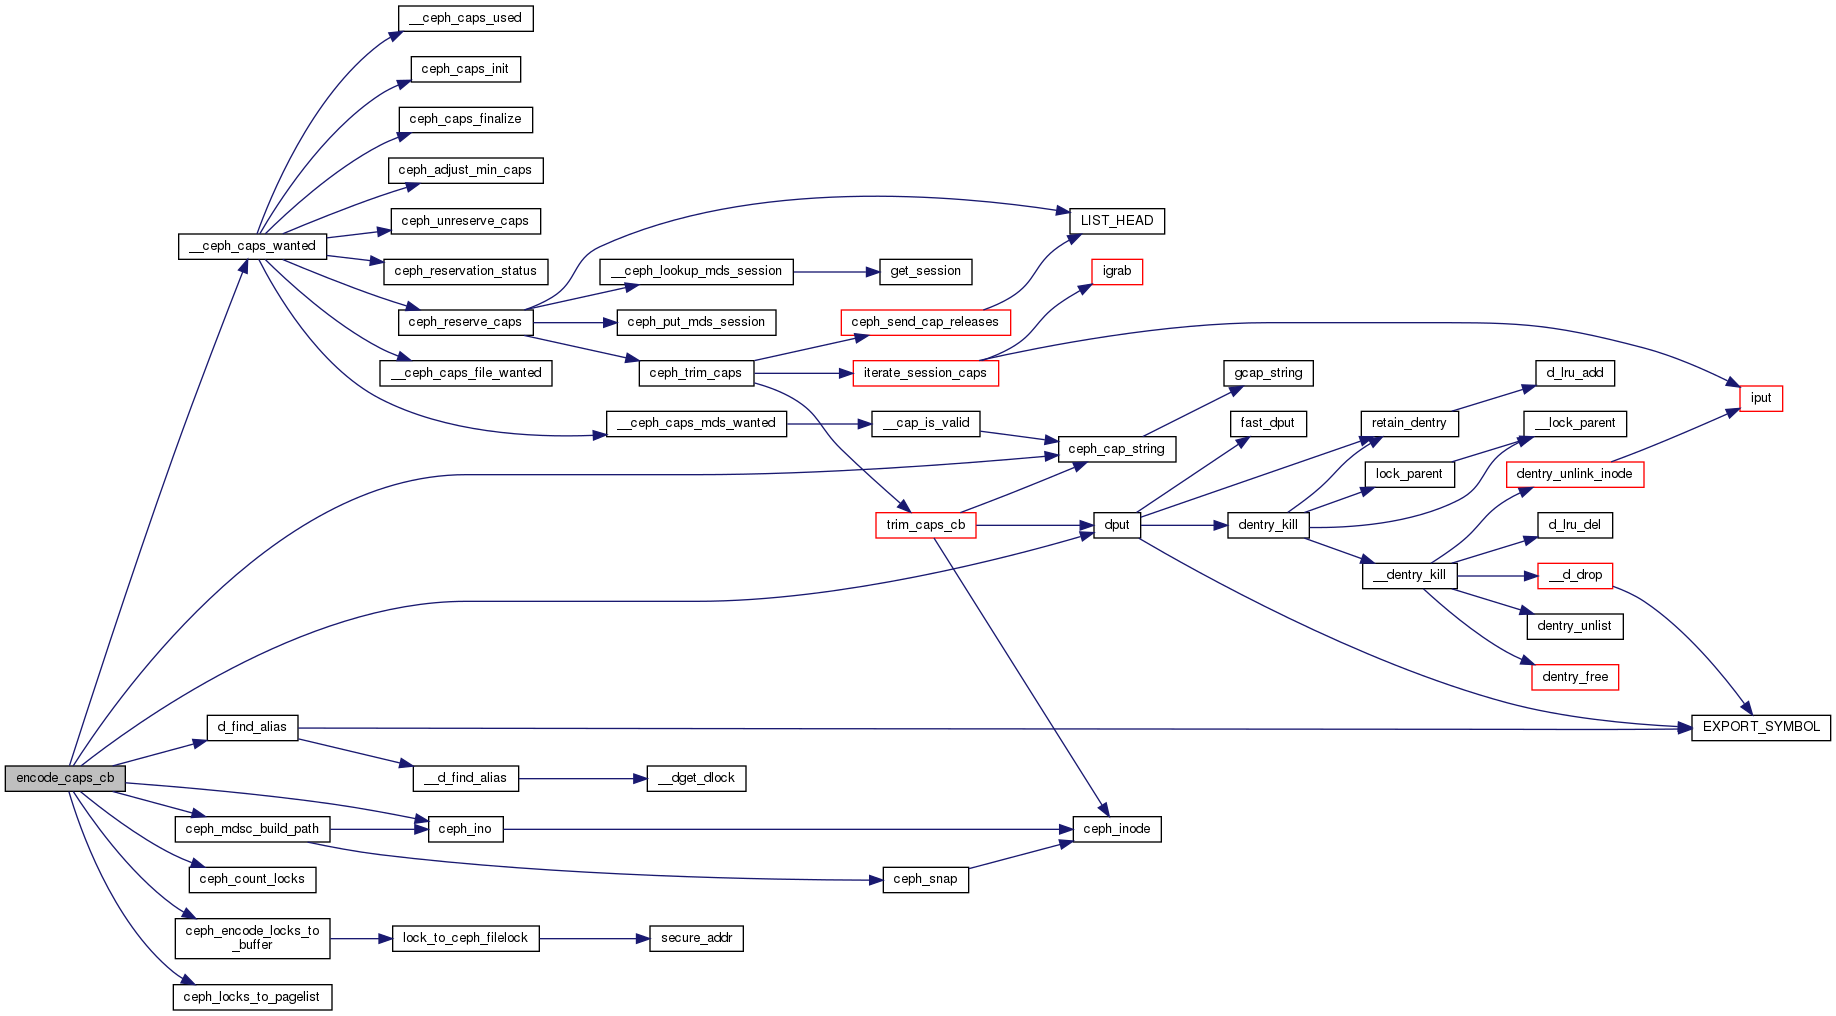 __ceph_caps_used
ceph_caps_init
ceph_caps_finalize
ceph_adjust_min_caps
ceph_unreserve_caps
LIST_HEAD
__ceph_caps_wanted
ceph_reservation_status
__ceph_lookup_mds_session
get_session
igrab
ceph_reserve_caps
ceph_put_mds_session
ceph_send_cap_releases
__ceph_caps_file_wanted
ceph_trim_caps
iterate_session_caps
gcap_string
d_lru_add
iput
__ceph_caps_mds_wanted
__cap_is_valid
fast_dput
retain_dentry
__lock_parent
ceph_cap_string
lock_parent
dentry_unlink_inode
trim_caps_cb
dput
dentry_kill
d_lru_del
__dentry_kill
__d_drop
dentry_unlist
dentry_free
d_find_alias
EXPORT_SYMBOL
encode_caps_cb
__d_find_alias
__dget_dlock
ceph_mdsc_build_path
ceph_ino
ceph_inode
ceph_count_locks
ceph_snap
ceph_encode_locks_to
_buffer
lock_to_ceph_filelock
secure_addr
ceph_locks_to_pagelist